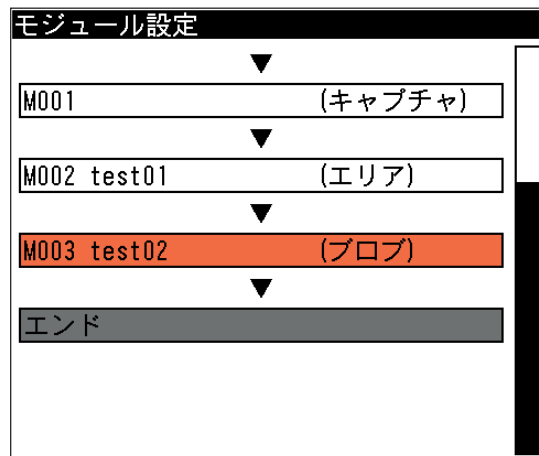 モジュール設定
▼
M001 (キャプチャ)
▼
M002 test01 (エリア)
▼
M003 test02 (ブロブ)
▼
エンド